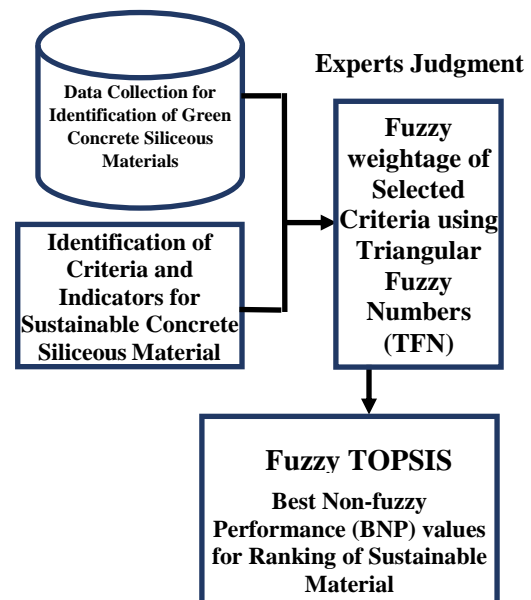 Data Collection for
Identification of Green
Concrete Siliceous
Materials
Identification of
Criteria and
Indicators for
Sustainable Concrete
Siliceous Material
Experts Judgment
Fuzzy
weightage of
Selected
Criteria using
Triangular
Fuzzy
Numbers
(TFN)
Fuzzy TOPSIS
Best Non-fuzzy
Performance (BNP) values
for Ranking of Sustainable
Material